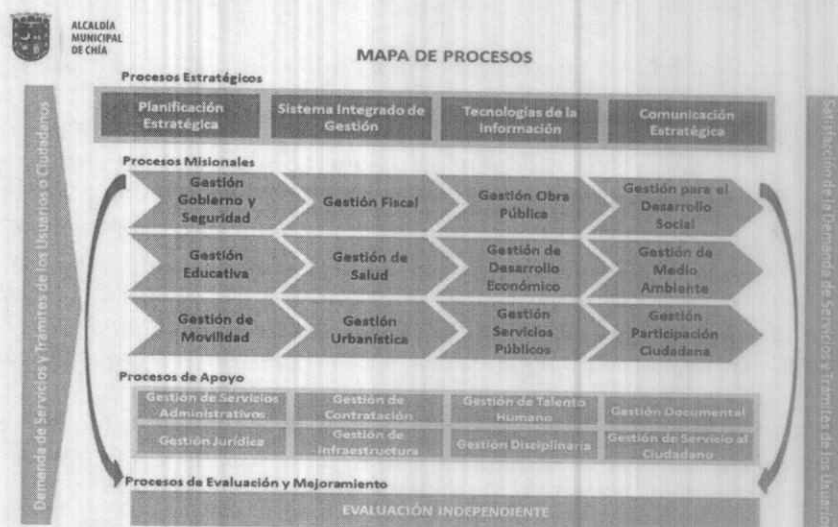 ALCALDÍA
MUNICIPAL
DE CHÍA
MAPA DE PROCESOS
Demanda de Servicios y Tramites de los Usuarios o Ciudadanos
Procesos Estratégicos
Planificación
Estratégica
Sistema Integrado de
Gestión
Tecnologías de la
Información
Comunicación
Estratégica
Procesos Misionales
Gestión
Gobierno y
Seguridad
Gestión Fiscal
Gestión Obra
Pública
Gestión para el
Desarrollo
Social
Gestión
Educativa
Gestión de
Salud
Gestión de
Desarrollo
Económico
Gestión de
Medio
Ambiente
Gestión de
Movilidad
Gestión
Urbanística
Gestión
Servicios
Públicos
Gestión
Participación
Ciudadana
Procesos de Apoyo
Gestión de Servicios
Administrativos
Gestión de
Contratación
Gestión de Talento
Humano
Gestión Documental
Gestión Jurídica
Gestión de
Infraestructura
Gestión Disciplinaria
Gestión de Servicio al
Ciudadano
Procesos de Evaluación y Mejoramiento
EVALUACIÓN INDEPENDIENTE
Satisfacción de la Demanda de Servicios y Tramites de los